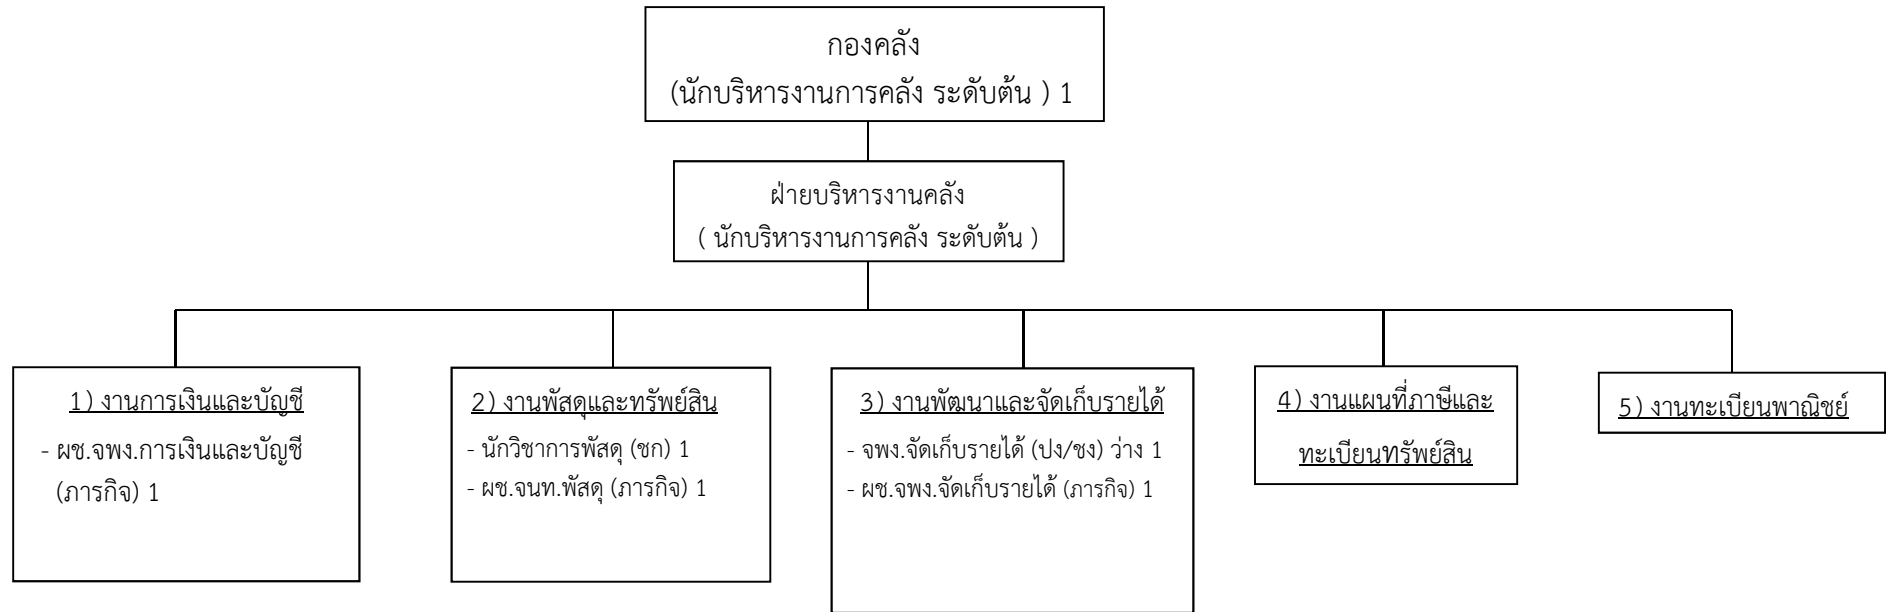 กองคลัง
(นักบริหารงานการคลัง ระดับต้น ) 1
ฝ่ายบริหารงานคลัง
( นักบริหารงานการคลัง ระดับต้น )
1) งานการเงินและบัญชี
- ผช.จพง.การเงินและบัญชี
(ภารกิจ) 1
2) งานพัสดุและทรัพย์สิน
- นักวิชาการพัสดุ (ชก) 1
- ผช.จนท.พัสดุ (ภารกิจ) 1
3) งานพัฒนาและจัดเก็บรายได้
- จพง.จัดเก็บรายได้ (ปง/ชง) ว่าง 1
- ผช.จพง.จัดเก็บรายได้ (ภารกิจ) 1
4) งานแผนที่ภาษีและ
ทะเบียนทรัพย์สิน
5) งานทะเบียนพาณิชย์